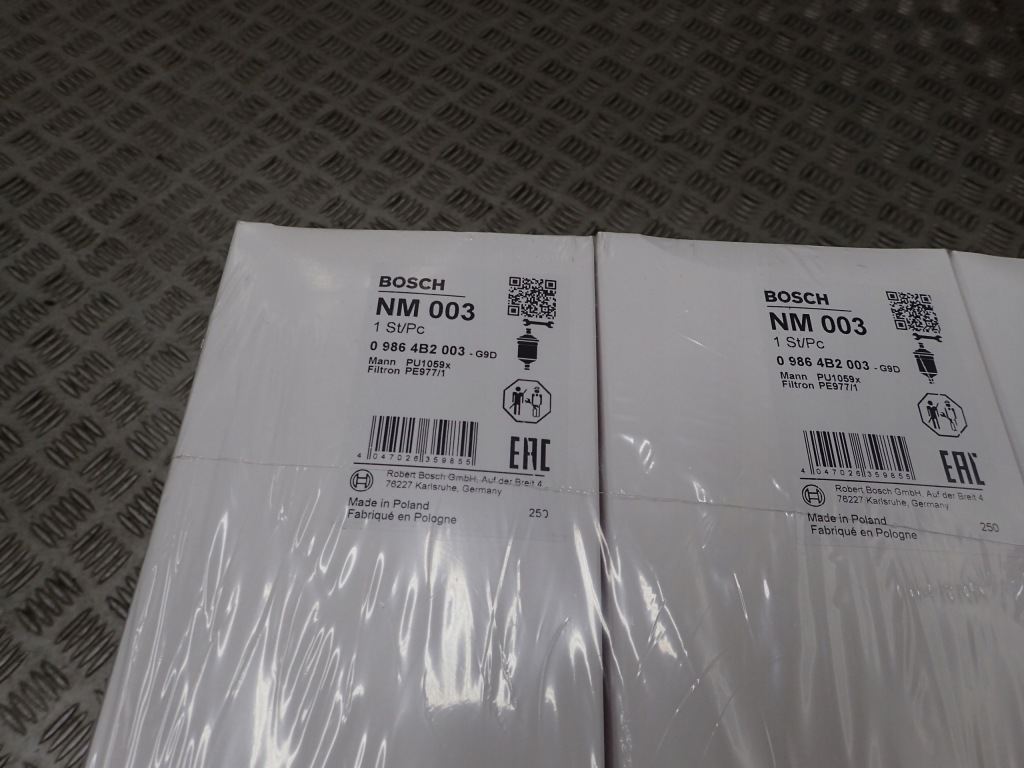 BOSCH
NM 003
1 St/Pc
0 986 4B2 003 - G9D
Mann PU1059x
Filtron PE977/1
4 047026 359855
EAC
Robert Bosch GmbH, Auf der Breit 4
76227 Karlsruhe, Germany
Made in Poland
Fabriqué en Pologne
250
BOSCH
NM 003
1 St/Pc
0 986 4B2 003 - G9D
Mann PU1059x
Filtron PE977/1
4 047026 359855
EAC
Robert Bosch GmbH, Auf der Breit 4
76227 Karlsruhe, Germany
Made in Poland
Fabriqué en Pologne
250